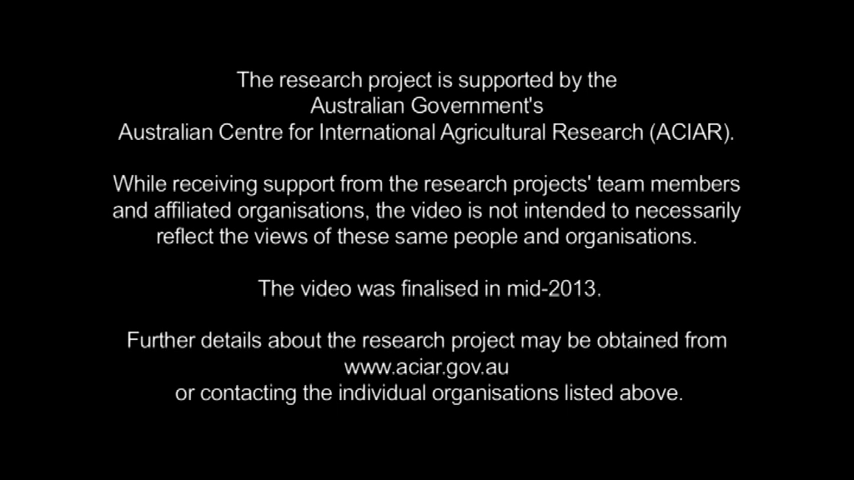 The research project is supported by the
Australian Government's
Australian Centre for International Agricultural Research (ACIAR).
While receiving support from the research projects' team members
and affiliated organisations, the video is not intended to necessarily
reflect the views of these same people and organisations.
The video was finalised in mid-2013.
Further details about the research project may be obtained from
www.aciar.gov.au
or contacting the individual organisations listed above.